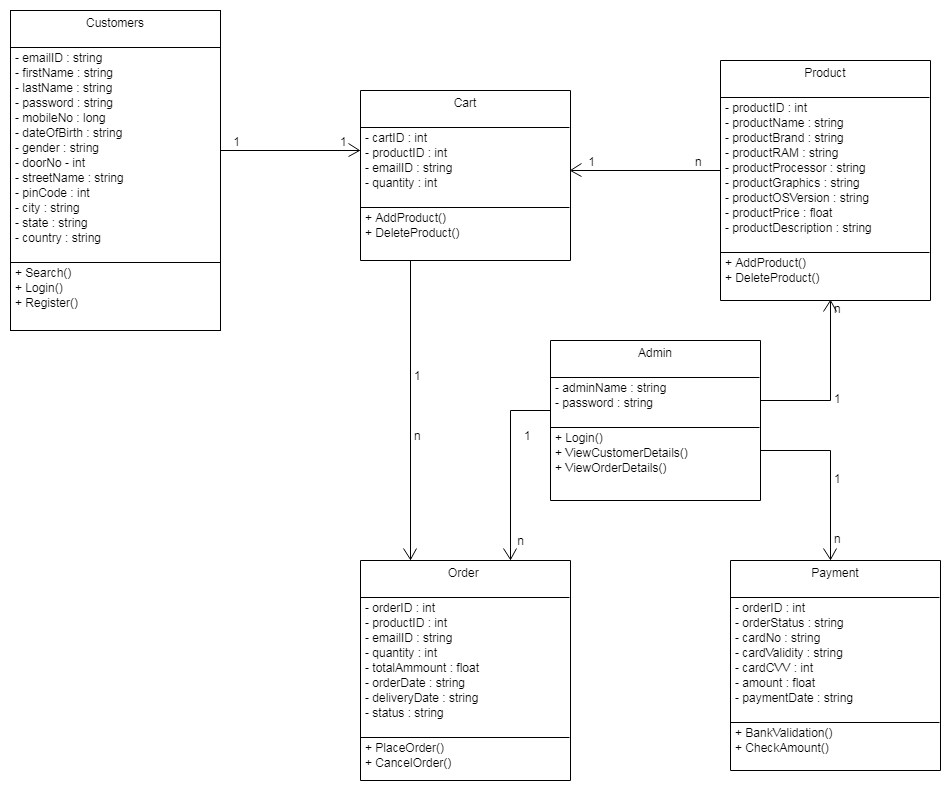 Customers
- emailID : string
- firstName : string
- lastName : string
- password : string
- mobileNo : long
- dateOfBirth : string
- gender : string
- doorNo - int
- streetName : string
- pinCode : int
- city : string
- state : string
- country : string
+ Search()
+ Login()
+ Register()
1
1
Cart
- cartID : int
- productID : int
- emailID : string
- quantity : int
+ AddProduct()
+ DeleteProduct()
1
n
Product
- productID : int
- productName : string
- productBrand : string
- productRAM : string
- productProcessor : string
- productGraphics : string
- productOSVersion : string
- productPrice : float
- productDescription : string
+ AddProduct()
+ DeleteProduct()
n
1
Admin
- adminName : string
- password : string
+ Login()
+ ViewCustomerDetails()
+ ViewOrderDetails()
1
n
1
n
1
n
Order
- orderID : int
- productID : int
- emailID : string
- quantity : int
- totalAmmount : float
- orderDate : string
- deliveryDate : string
- status : string
+ PlaceOrder()
+ CancelOrder()
Payment
- orderID : int
- orderStatus : string
- cardNo : string
- cardValidity : string
- cardCVV : int
- amount : float
- paymentDate : string
+ BankValidation()
+ CheckAmount()